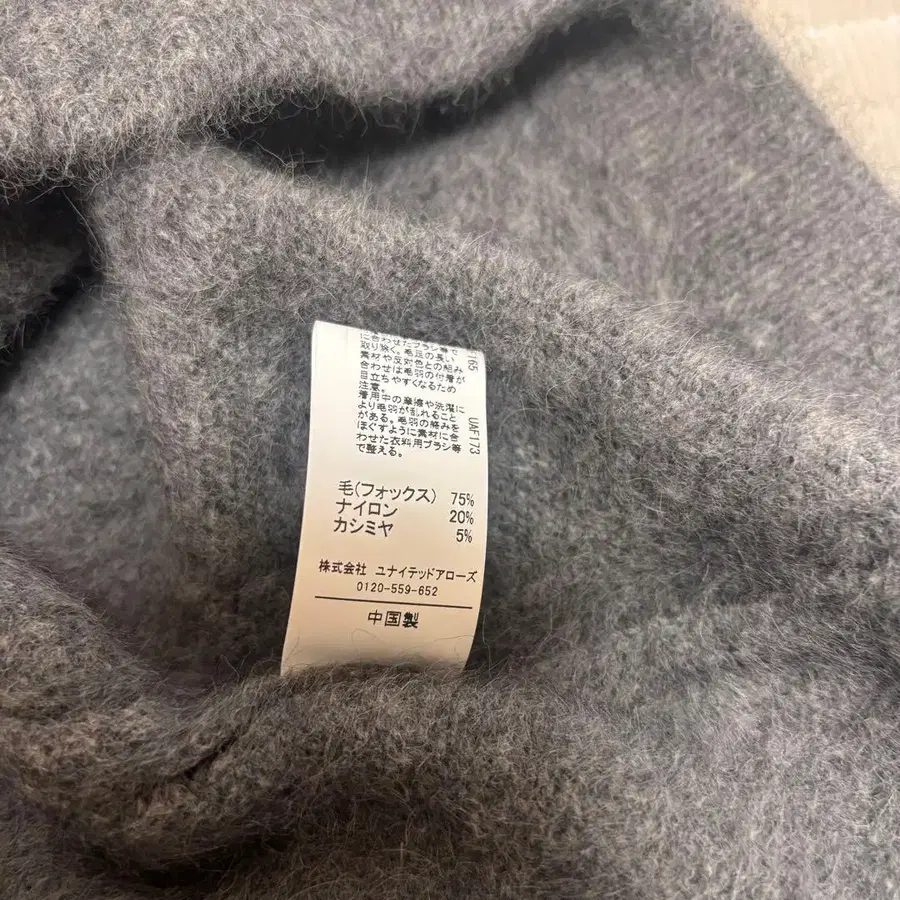 に合わせたブラシ等で
取り除く。毛足の長い
素材や反対色との組み
合わせは毛羽の付着が
目立ちやすくなるため
注意。
着用中の摩擦や洗濯に
より毛羽が乱れること
がある。毛羽の絡みを
ほぐすように素材に合
わせた衣料用ブラシ等
で整える。
165 UAF173
毛(フォックス) 75%
ナイロン 20%
カシミヤ 5%
株式会社 ユナイテッドアローズ
0120-559-652
中国製